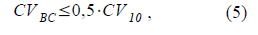 CV_BC ≤ 0,5·CV_10 , (5)